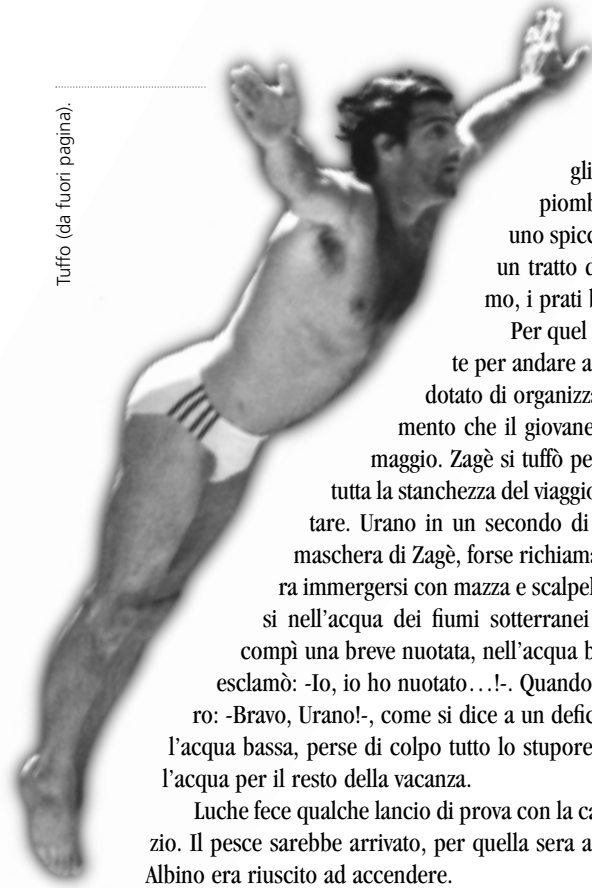 Tuffo (da fuori pagina).
gli
piomb
uno spicc
un tratto d
mo, i prati b
Per quel
te per andare a
dotato di organizza
mento che il giovane
maggio. Zagè si tuffò pe
tutta la stanchezza del viaggio
tare. Urano in un secondo di
maschera di Zagè, forse richiama
ra immergersi con mazza e scalpel
si nell'acqua dei fiumi sotterranei
compì una breve nuotata, nell'acqua b
esclamò: -Io, io ho nuotato…!-. Quando
ro: -Bravo, Urano!-, come si dice a un defic
l'acqua bassa, perse di colpo tutto lo stupore
l'acqua per il resto della vacanza.
Luche fece qualche lancio di prova con la ca
zio. Il pesce sarebbe arrivato, per quella sera a
Albino era riuscito ad accendere.